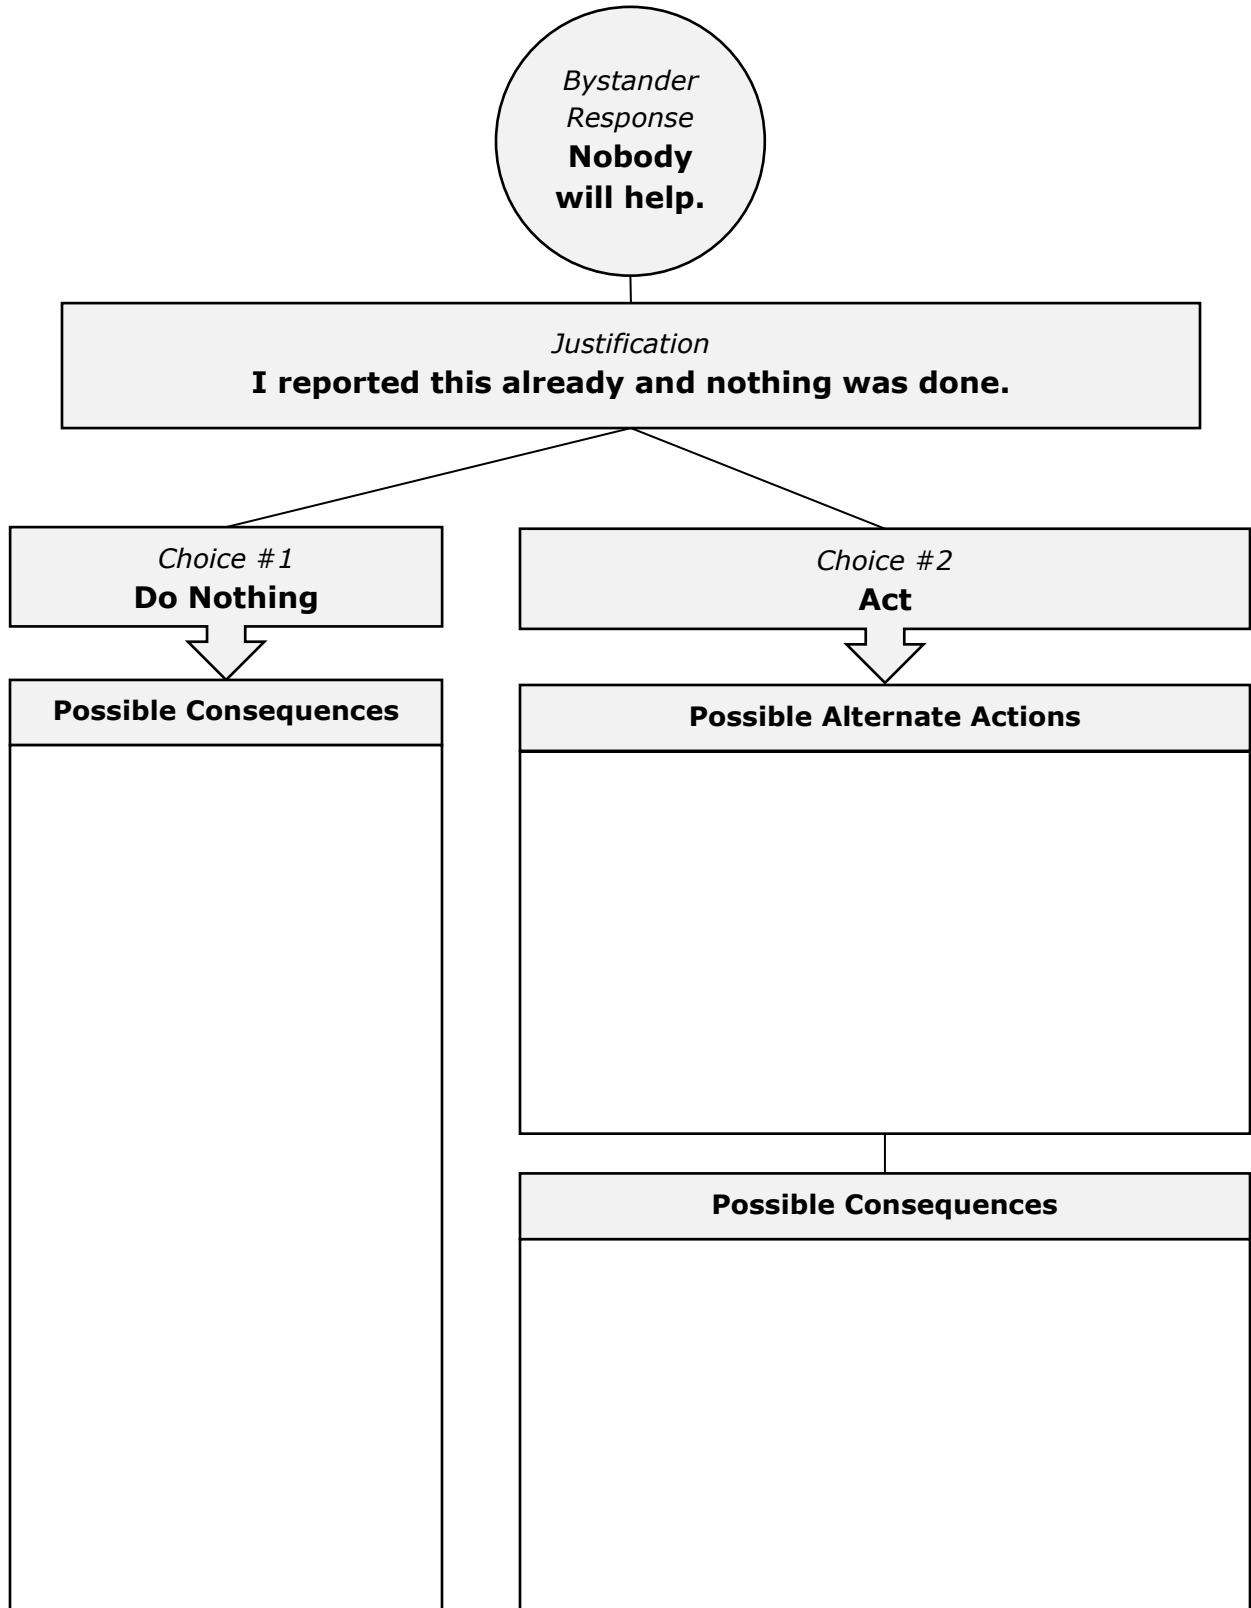 Bystander
Response
Nobody
will help.
Justification
I reported this already and nothing was done.
Choice #1
Do Nothing
Possible Consequences
Choice #2
Act
Possible Alternate Actions
Possible Consequences